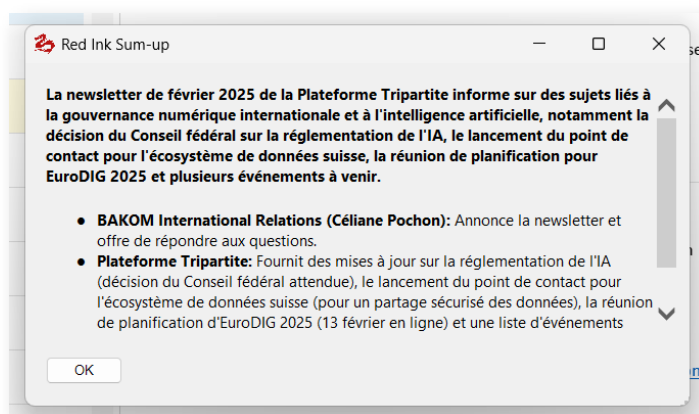 Red Ink Sum-up
La newsletter de février 2025 de la Plateforme Tripartite informe sur des sujets liés à
la gouvernance numérique internationale et à l'intelligence artificielle, notamment la
décision du Conseil fédéral sur la réglementation de l'IA, le lancement du point de
contact pour l'écosystème de données suisse, la réunion de planification pour
EuroDIG 2025 et plusieurs événements à venir.
● BAKOM International Relations (Céliane Pochon): Annonce la newsletter et
offre de répondre aux questions.
● Plateforme Tripartite: Fournit des mises à jour sur la réglementation de l'IA
(décision du Conseil fédéral attendue), le lancement du point de contact pour
l'écosystème de données suisse (pour un partage sécurisé des données), la réunion
de planification d'EuroDIG 2025 (13 février en ligne) et une liste d'événements
OK